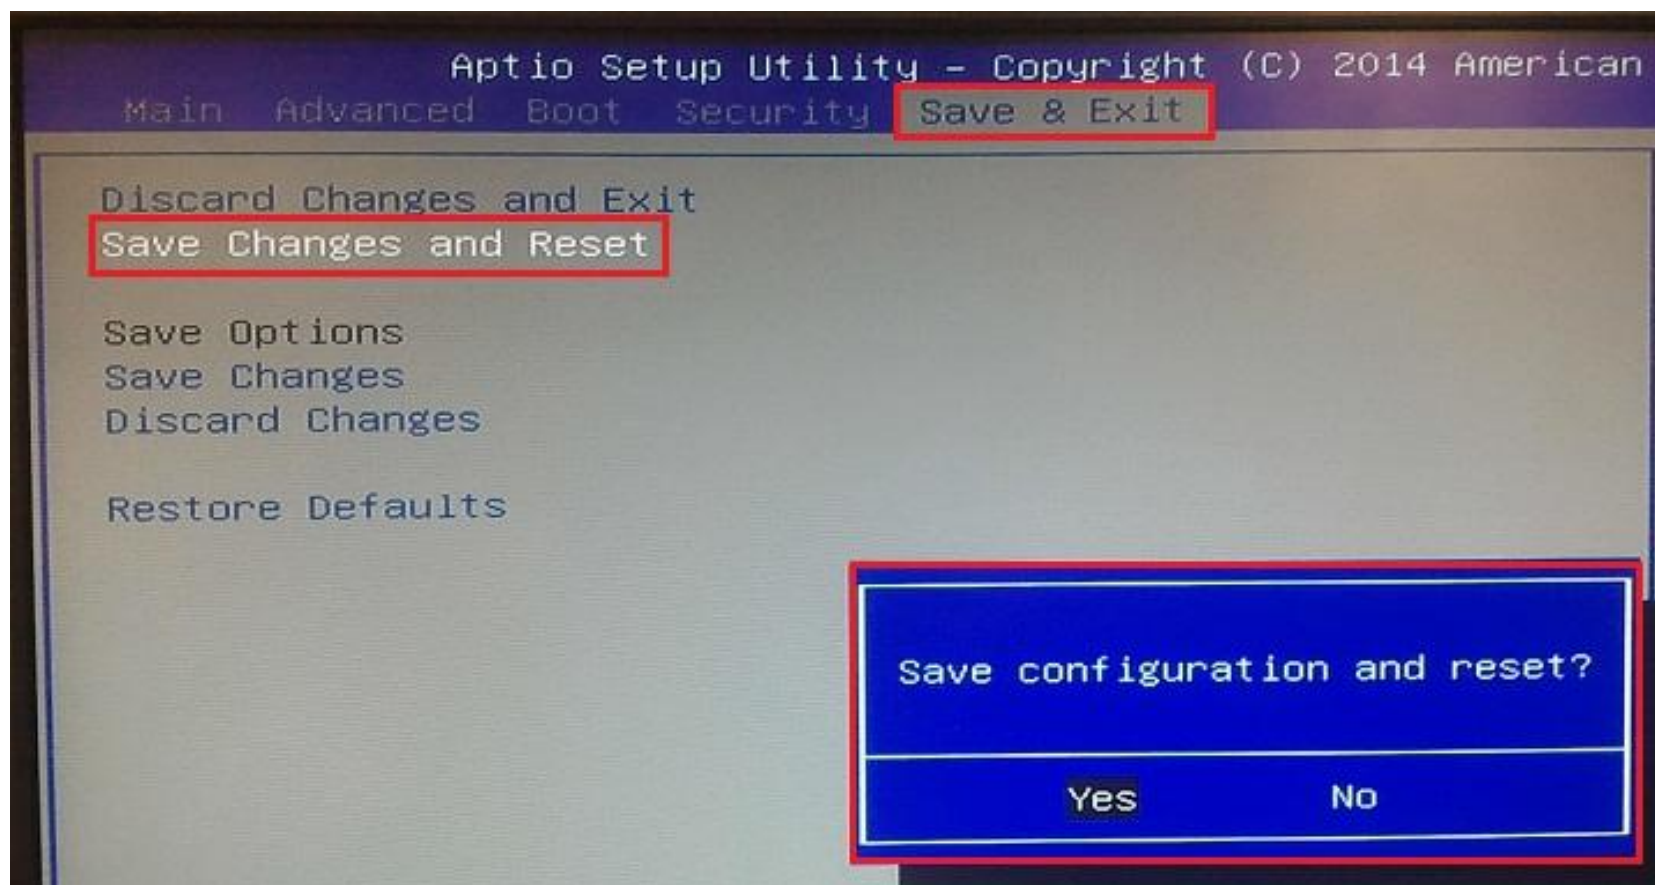 Aptio Setup Utility – Copyright (C) 2014 American
Main Advanced Boot Security Save & Exit
Discard Changes and Exit
Save Changes and Reset
Save Options
Save Changes
Discard Changes
Restore Defaults
Save configuration and reset?
Yes No